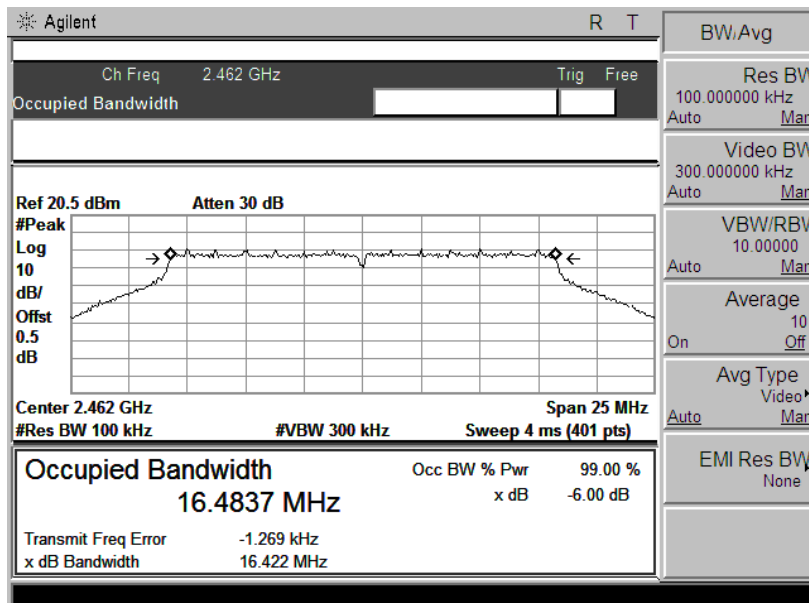 Agilent R T
Ch Freq 2.462 GHz Trig Free
Occupied Bandwidth
Ref 20.5 dBm Atten 30 dB
#Peak
Log
10
dB/
Offst
0.5
dB
Center 2.462 GHz Span 25 MHz
#Res BW 100 kHz #VBW 300 kHz Sweep 4 ms (401 pts)
Occupied Bandwidth
16.4837 MHz
Occ BW % Pwr 99.00 %
x dB -6.00 dB
Transmit Freq Error -1.269 kHz
x dB Bandwidth 16.422 MHz
BW/Avg
Res BW
100.000000 kHz
Auto Man
Video BW
300.000000 kHz
Auto Man
VBW/RBW
10.00000
Auto Man
Average
10
On Off
Avg Type
Video
Auto Man
EMI Res BW
None